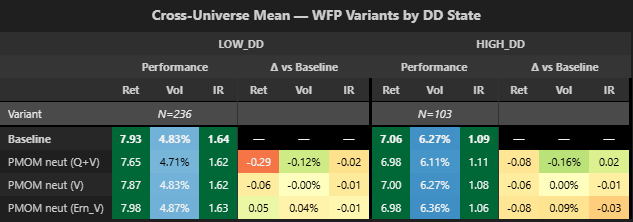 Cross-Universe Mean — WFP Variants by DD State
LOW_DD HIGH_DD
Performance Δ vs Baseline Performance Δ vs Baseline
Ret Vol IR Ret Vol IR Ret Vol IR Ret Vol IR
Variant N=236 N=103
Baseline 7.93 4.83% 1.64 — — — 7.06 6.27% 1.09 — — —
PMOM neut (Q+V) 7.65 4.71% 1.62 -0.29 -0.12% -0.02 6.98 6.11% 1.11 -0.08 -0.16% 0.02
PMOM neut (V) 7.87 4.83% 1.62 -0.06 -0.00% -0.01 7.00 6.27% 1.08 -0.06 0.00% -0.01
PMOM neut (Ern_V) 7.98 4.87% 1.63 0.05 0.04% -0.01 6.98 6.36% 1.06 -0.08 0.09% -0.03